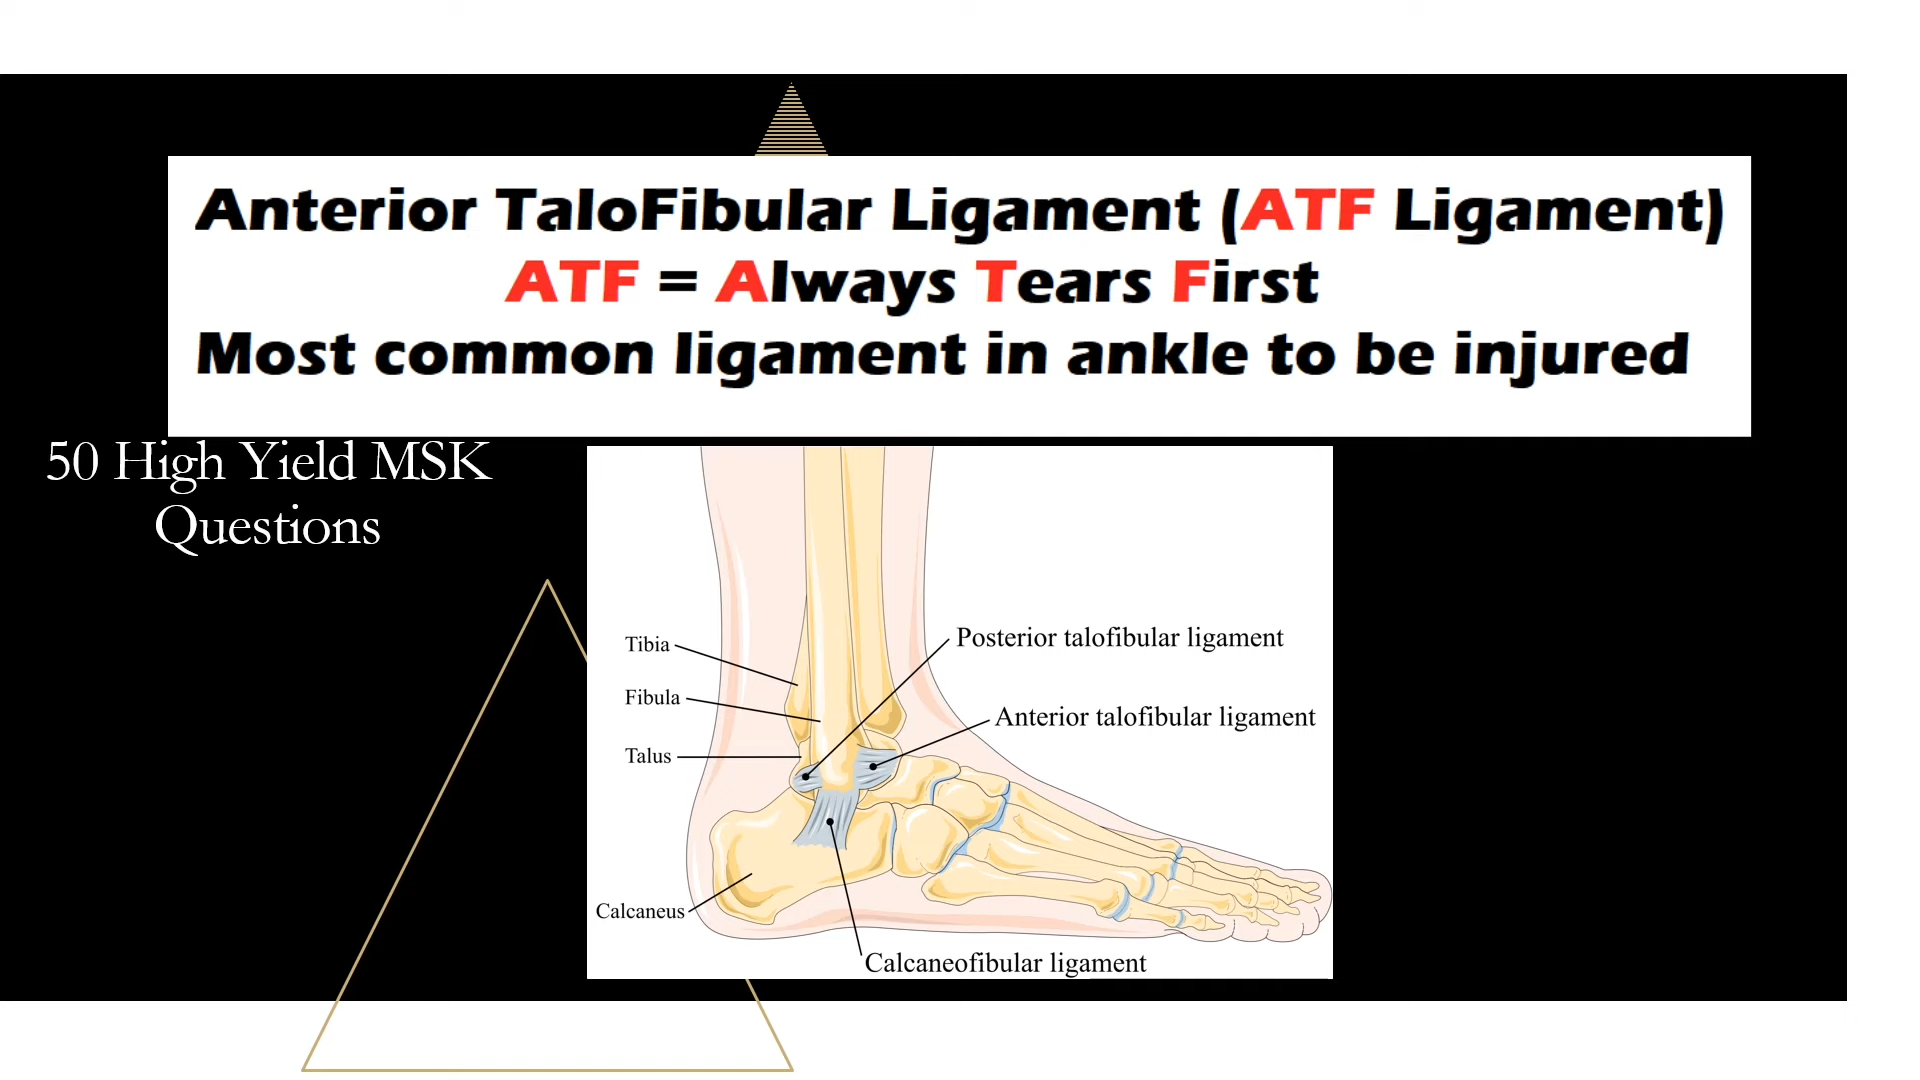 Anterior TaloFibular Ligament (ATF Ligament)
ATF = Always Tears First
Most common ligament in ankle to be injured
50 High Yield MSK
Questions
Tibia
Fibula
Talus
Calcaneus
Posterior talofibular ligament
Anterior talofibular ligament
Calcaneofibular ligament